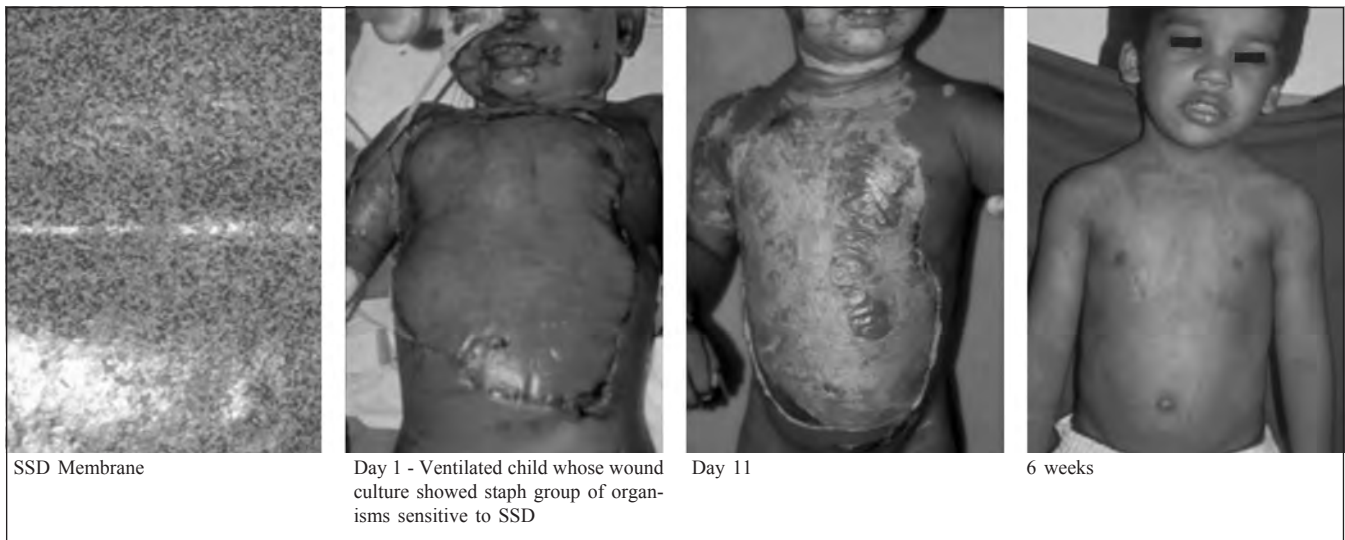 SSD Membrane
Day 1 - Ventilated child whose wound
culture showed staph group of organ-
isms sensitive to SSD
Day 11
6 weeks